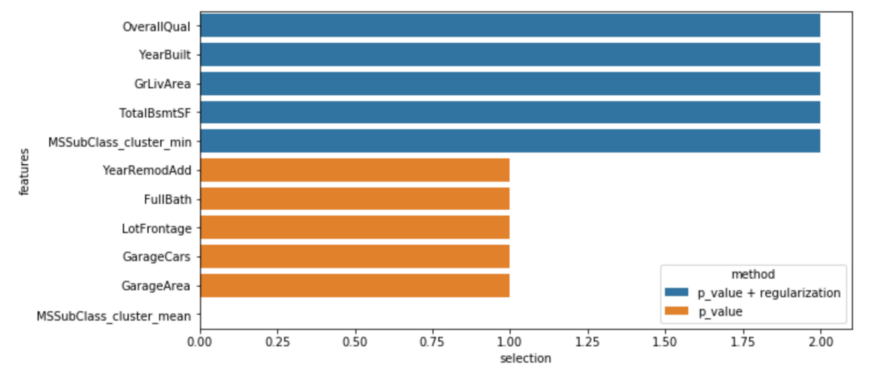 OverallQual
YearBuilt
GrLivArea
TotalBsmtSF
MSSubClass_cluster_min
YearRemodAdd
FullBath
LotFrontage
GarageCars
GarageArea
MSSubClass_cluster_mean
features
method
p_value + regularization
p_value
0.00 0.25 0.50 0.75 1.00 1.25 1.50 1.75 2.00
selection